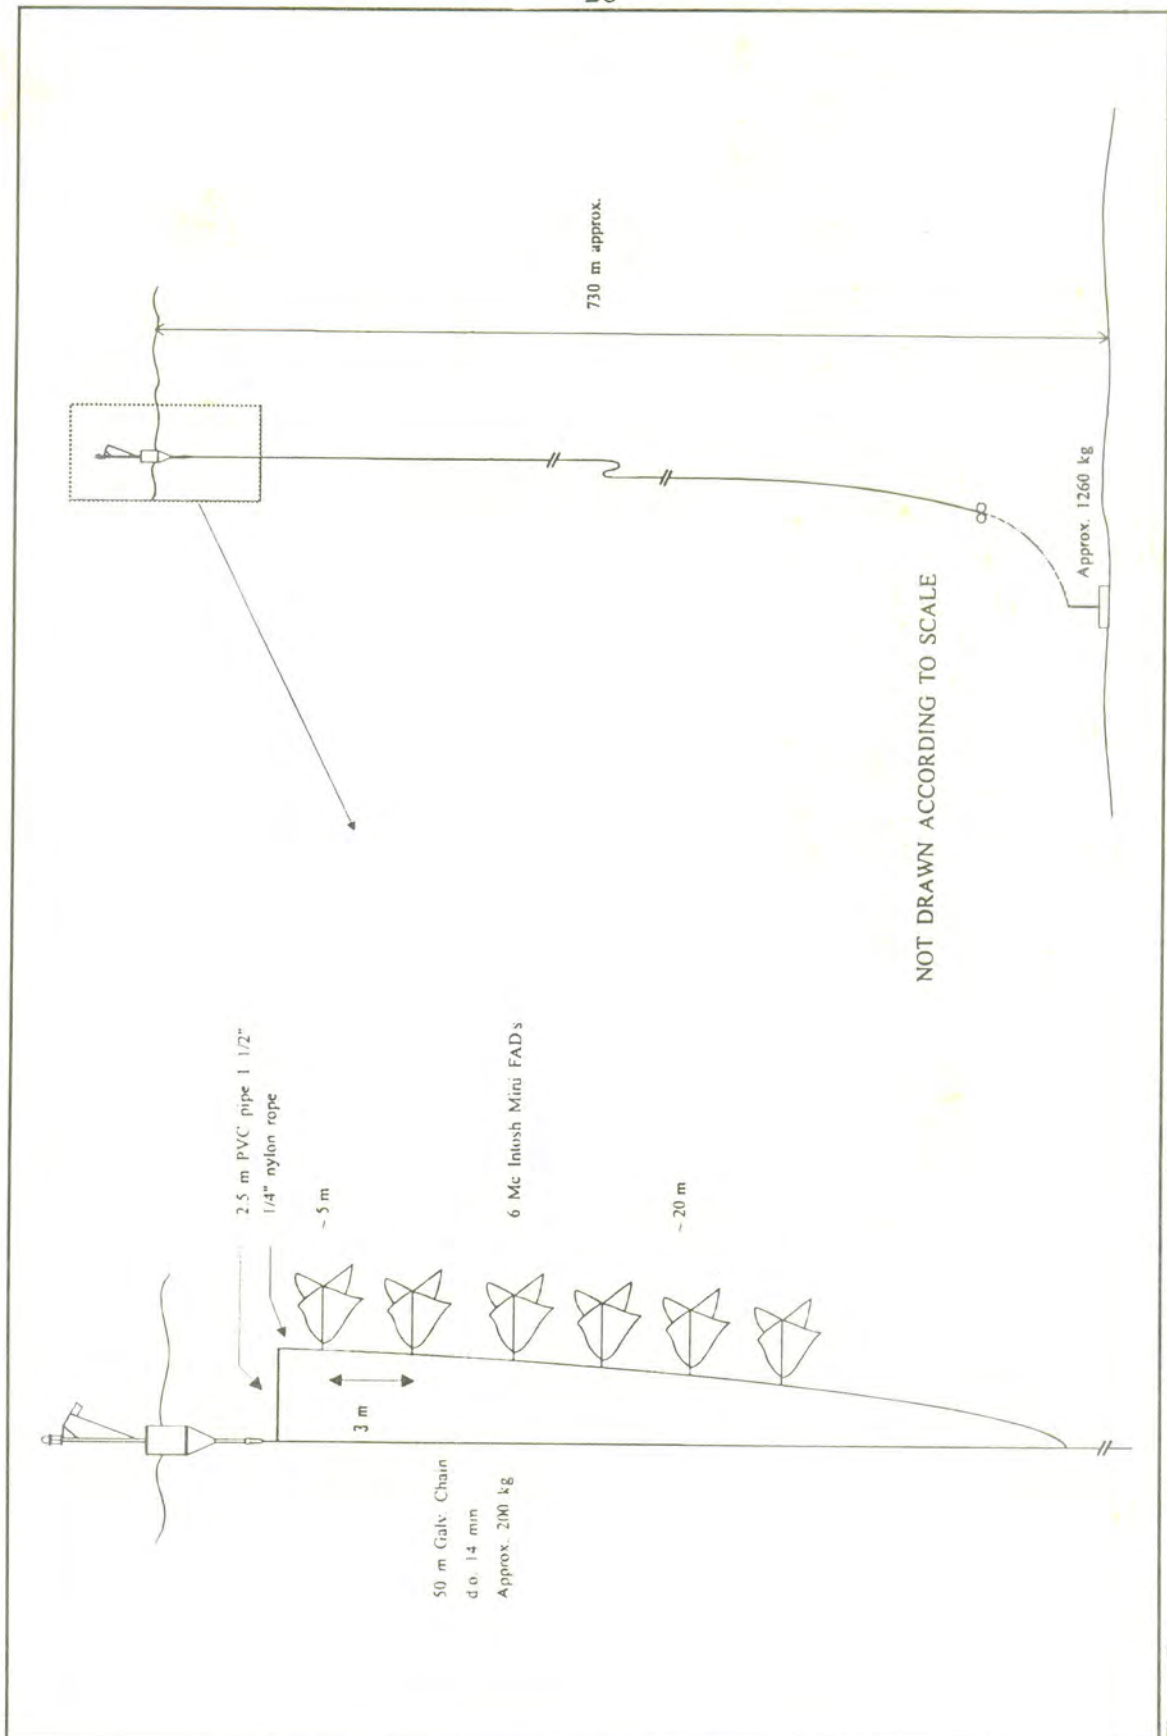 2.5 m PVC pipe 1 1/2"
1/4" nylon rope
~ 5 m
3 m
6 Mc Intosh Mini FADs
~ 20 m
50 m Galv. Chain
d.o. 14 mm
Approx. 200 kg
730 m approx.
Approx. 1260 kg
NOT DRAWN ACCORDING TO SCALE